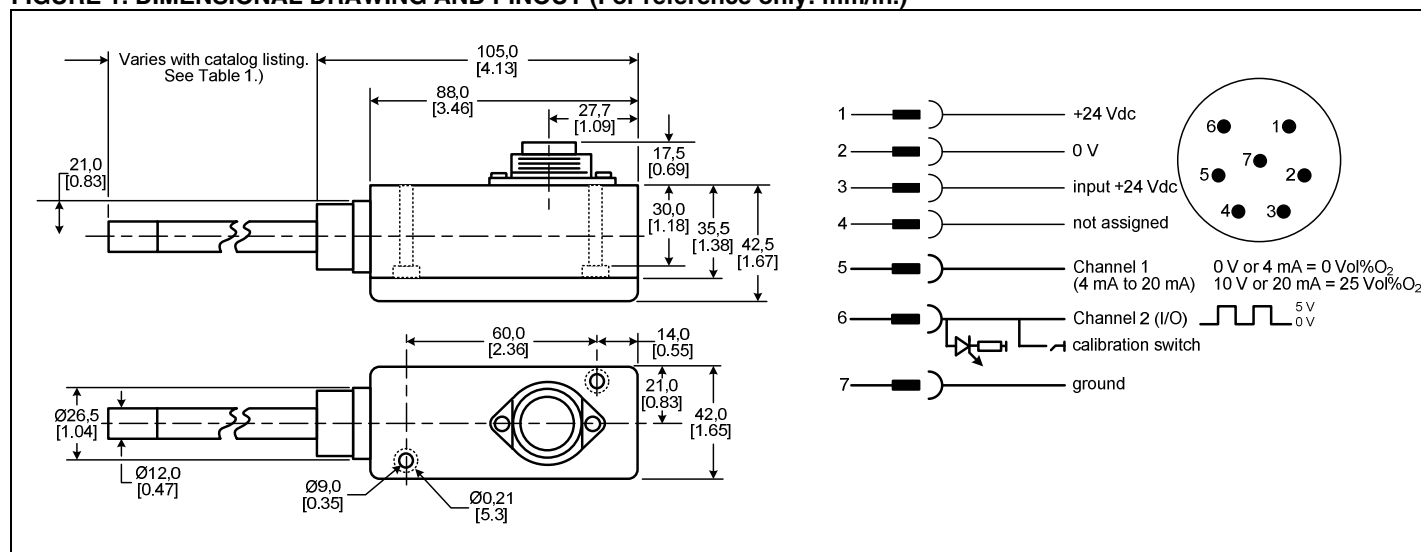 FIGURE 1. DIMENSIONAL DRAWING AND PINOUT (For reference only: mm/in.)
Varies with catalog listing.
See Table 1.)
105,0
[4.13]
88,0
[3.46]
27,7
[1.09]
17,5
[0.69]
21,0
[0.83]
30,0
[1.18]
35,5
[1.38]
42,5
[1.67]
60,0
[2.36]
14,0
[0.55]
21,0
[0.83]
42,0
[1.65]
Ø26,5
[1.04]
Ø12,0
[0.47]
Ø9,0
[0.35]
Ø0,21
[5.3]
1 +24 Vdc
2 0 V
3 input +24 Vdc
4 not assigned
5 Channel 1 0 V or 4 mA = 0 Vol%O₂
(4 mA to 20 mA) 10 V or 20 mA = 25 Vol%O₂
6 Channel 2 (I/O) 5 V
0 V
calibration switch
7 ground
6 1
7
5 2
4 3